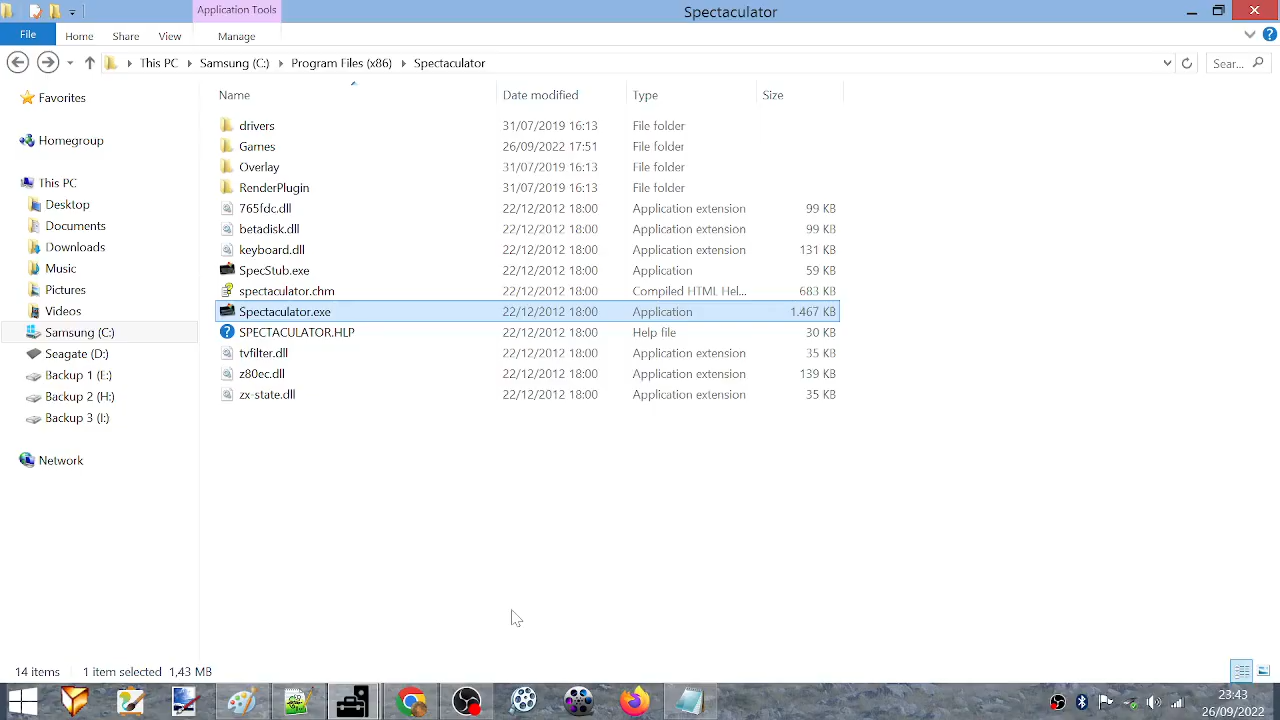 Application Tools
Spectaculator
File Home Share View Manage
This PC Samsung (C:) Program Files (x86) Spectaculator Sear...
Name Date modified Type Size
Favorites
Homegroup
This PC
Desktop
Documents
Downloads
Music
Pictures
Videos
Samsung (C:)
Seagate (D:)
Backup 1 (E:)
Backup 2 (H:)
Backup 3 (I:)
Network
drivers 31/07/2019 16:13 File folder
Games 26/09/2022 17:51 File folder
Overlay 31/07/2019 16:13 File folder
RenderPlugin 31/07/2019 16:13 File folder
765fdc.dll 22/12/2012 18:00 Application extension 99 KB
betadisk.dll 22/12/2012 18:00 Application extension 99 KB
keyboard.dll 22/12/2012 18:00 Application extension 131 KB
SpecStub.exe 22/12/2012 18:00 Application 59 KB
spectaculator.chm 22/12/2012 18:00 Compiled HTML Hel... 683 KB
Spectaculator.exe 22/12/2012 18:00 Application 1.467 KB
SPECTACULATOR.HLP 22/12/2012 18:00 Help file 30 KB
tvfilter.dll 22/12/2012 18:00 Application extension 35 KB
z80ec.dll 22/12/2012 18:00 Application extension 139 KB
zx-state.dll 22/12/2012 18:00 Application extension 35 KB
14 items 1 item selected 1,43 MB
23:43
26/09/2022